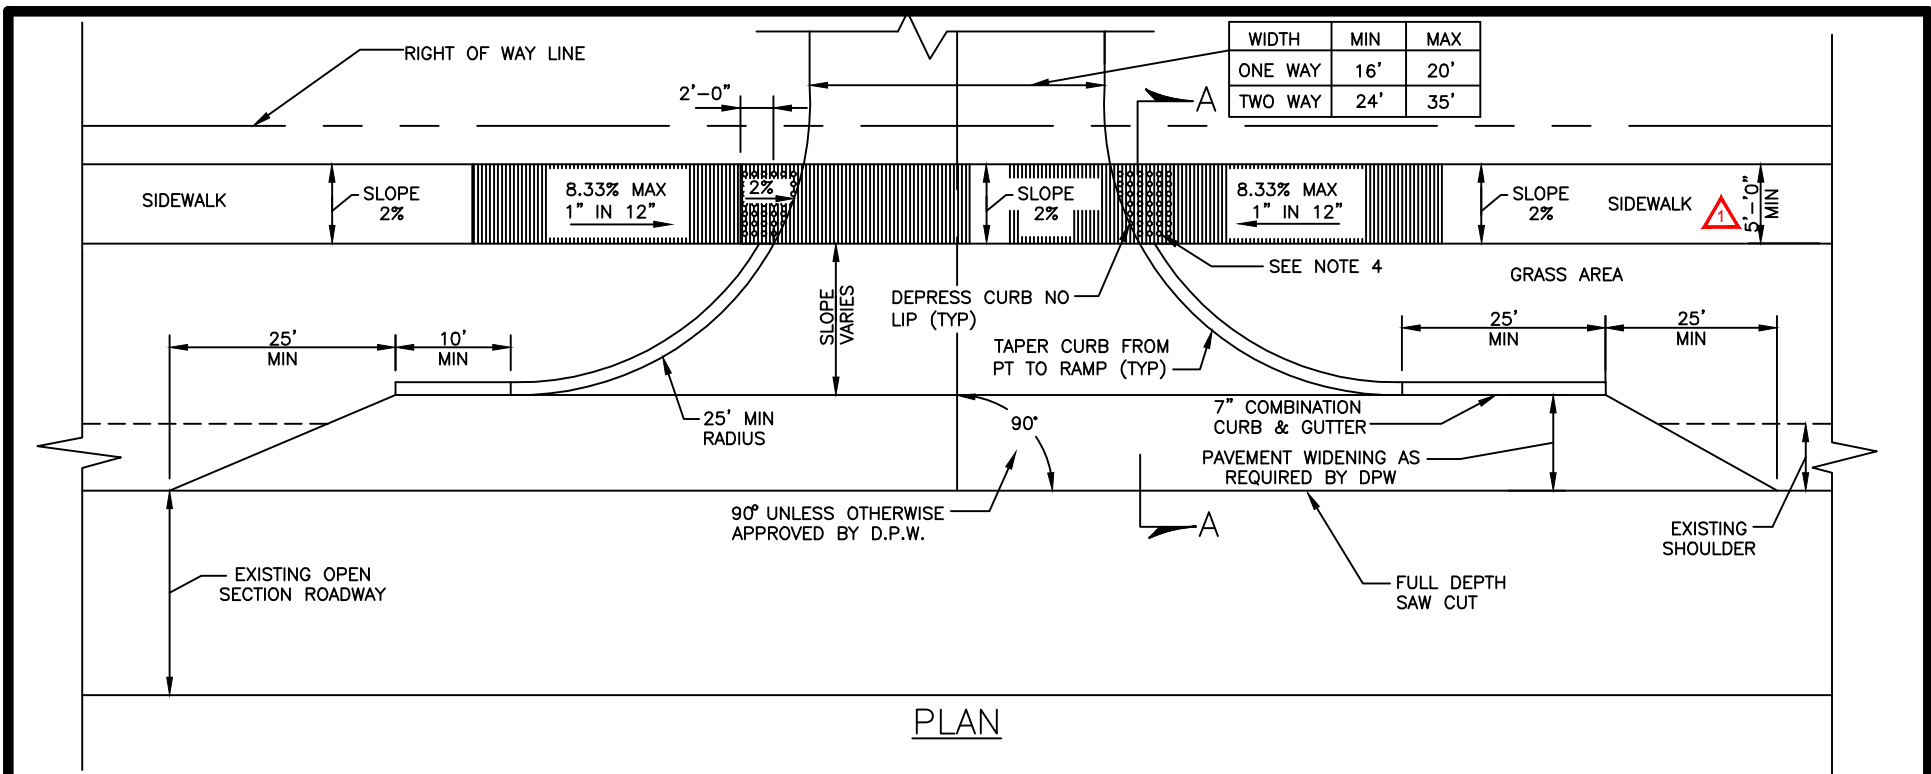 RIGHT OF WAY LINE
WIDTH MIN MAX
ONE WAY 16' 20'
TWO WAY 24' 35'
2'-0"
A
SIDEWALK
SLOPE
2%
8.33% MAX
1" IN 12"
2%
SLOPE
2%
8.33% MAX
1" IN 12"
SLOPE
2%
SIDEWALK
1
5'-'0"
MIN
SEE NOTE 4
GRASS AREA
DEPRESS CURB NO
LIP (TYP)
SLOPE
VARIES
25'
MIN
10'
MIN
TAPER CURB FROM
PT TO RAMP (TYP)
25'
MIN
25'
MIN
25' MIN
RADIUS
90°
7" COMBINATION
CURB & GUTTER
PAVEMENT WIDENING AS
REQUIRED BY DPW
90° UNLESS OTHERWISE
APPROVED BY D.P.W.
A
EXISTING
SHOULDER
EXISTING OPEN
SECTION ROADWAY
FULL DEPTH
SAW CUT
PLAN